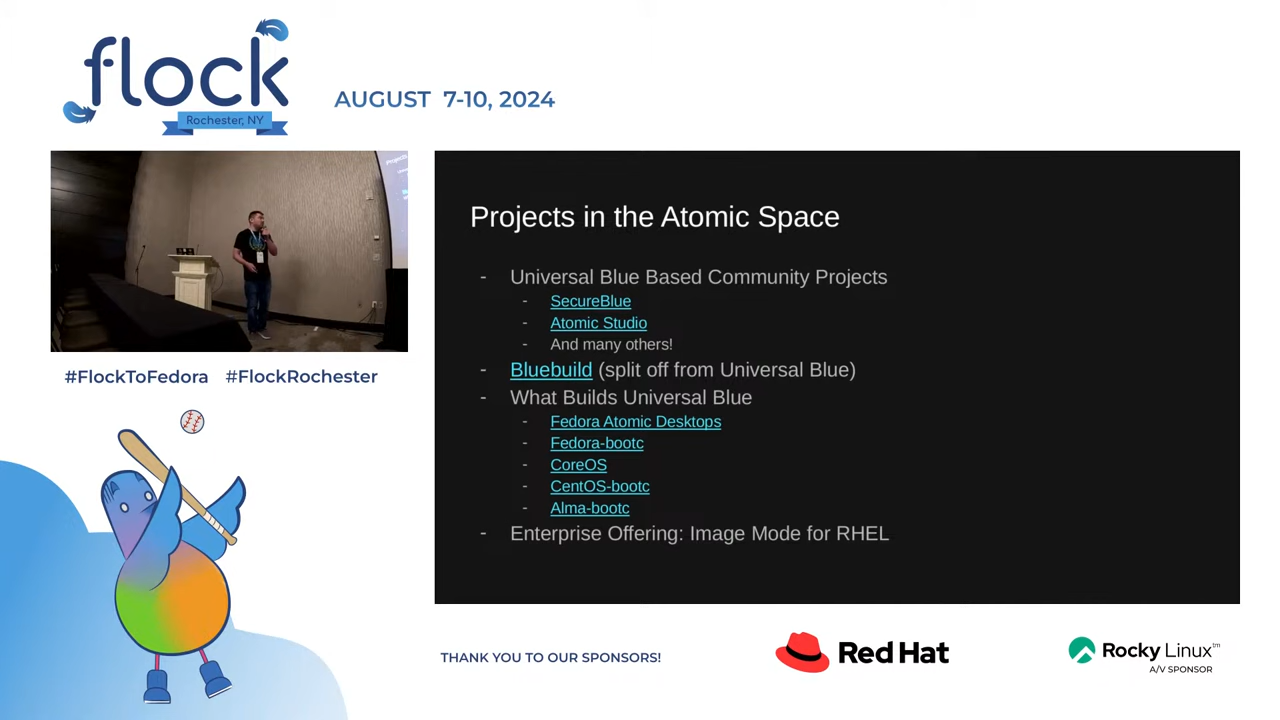 flock
Rochester, NY
AUGUST 7-10, 2024
#FlockToFedora #FlockRochester
Projects in the Atomic Space
- Universal Blue Based Community Projects
- SecureBlue
- Atomic Studio
- And many others!
- Bluebuild (split off from Universal Blue)
- What Builds Universal Blue
- Fedora Atomic Desktops
- Fedora-bootc
- CoreOS
- CentOS-bootc
- Alma-bootc
- Enterprise Offering: Image Mode for RHEL
THANK YOU TO OUR SPONSORS!
Red Hat
Rocky Linux™
A/V SPONSOR